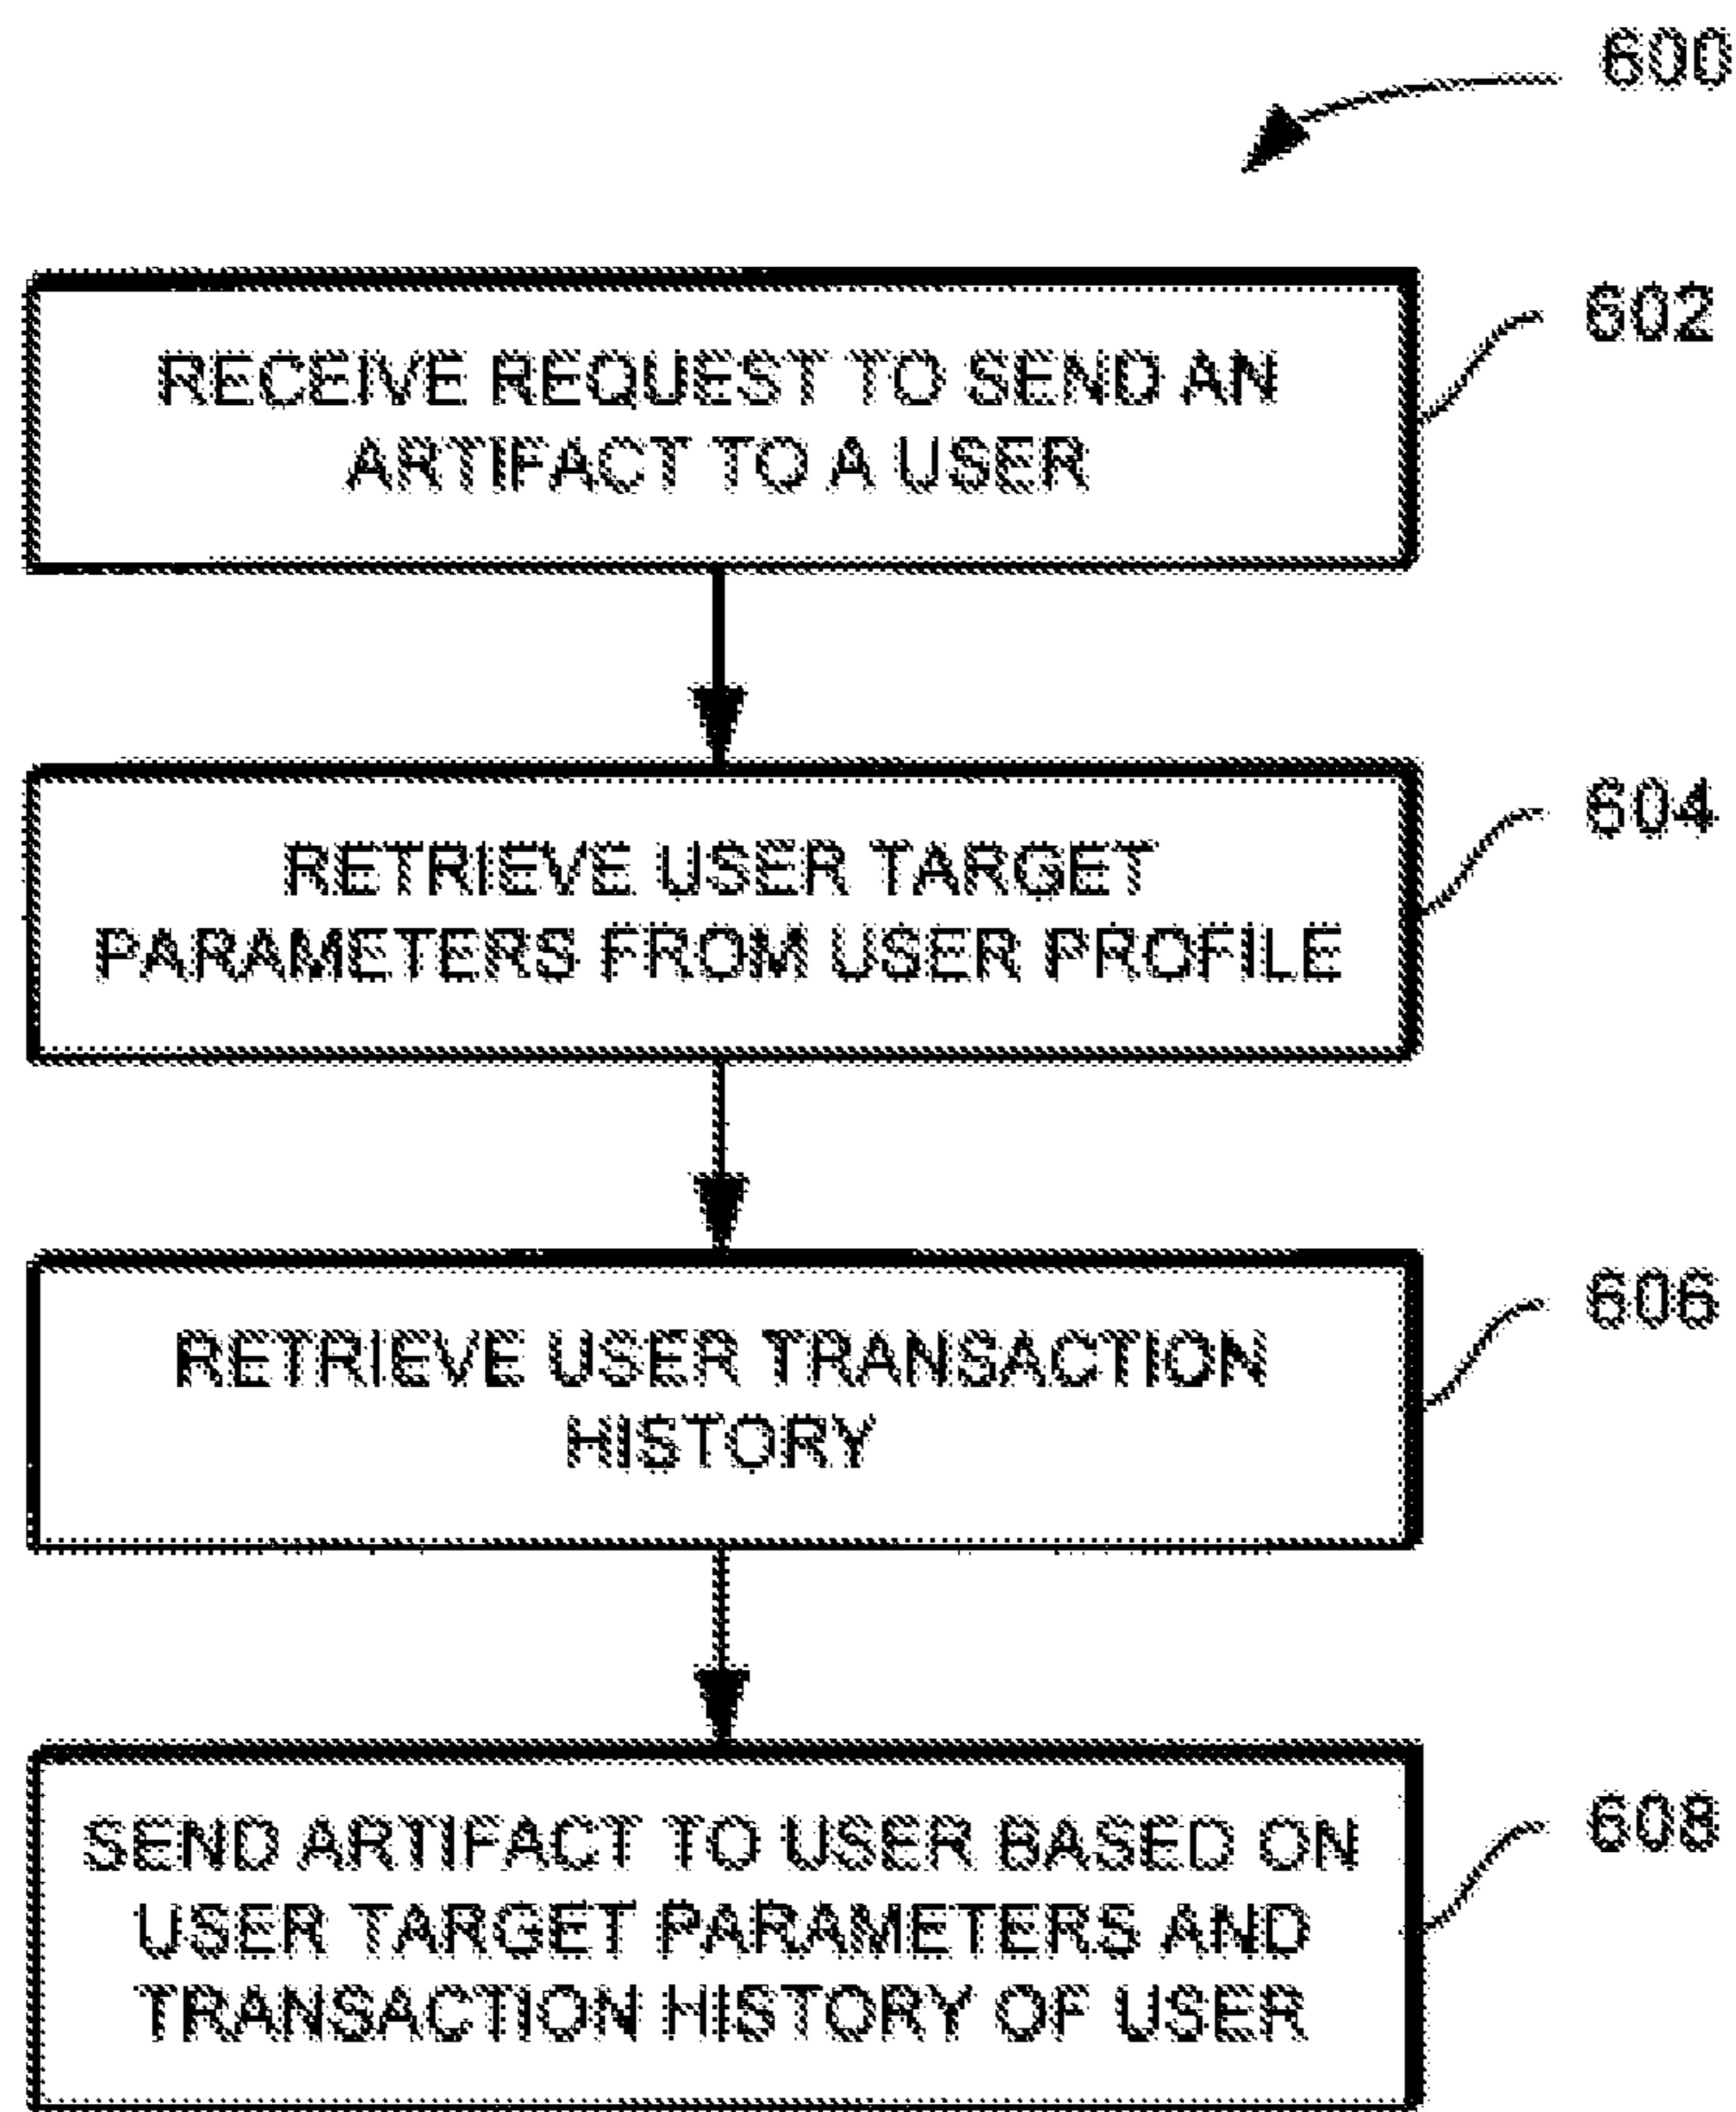 600
RECEIVE REQUEST TO SEND AN
ARTIFACT TO A USER
602
RETRIEVE USER TARGET
PARAMETERS FROM USER PROFILE
604
RETRIEVE USER TRANSACTION
HISTORY
606
SEND ARTIFACT TO USER BASED ON
USER TARGET PARAMETERS AND
TRANSACTION HISTORY OF USER
608